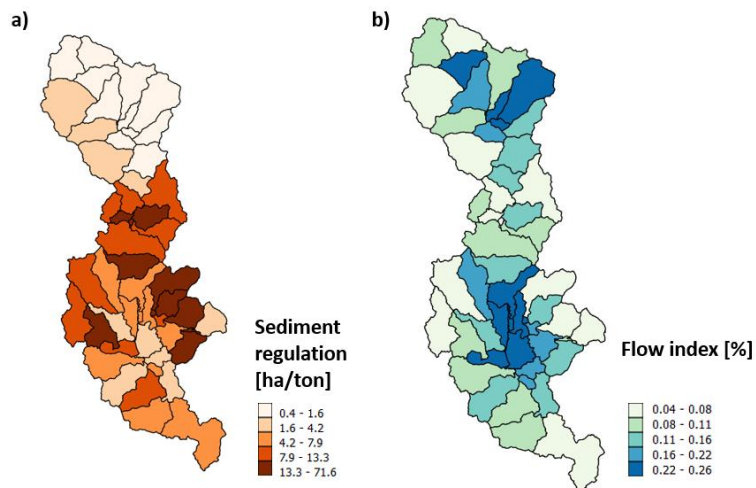 a)
b)
Sediment
regulation
[ha/ton]
0.4 - 1.6
1.6 - 4.2
4.2 - 7.9
7.9 - 13.3
13.3 - 71.6
Flow index [%]
0.04 - 0.08
0.08 - 0.11
0.11 - 0.16
0.16 - 0.22
0.22 - 0.26